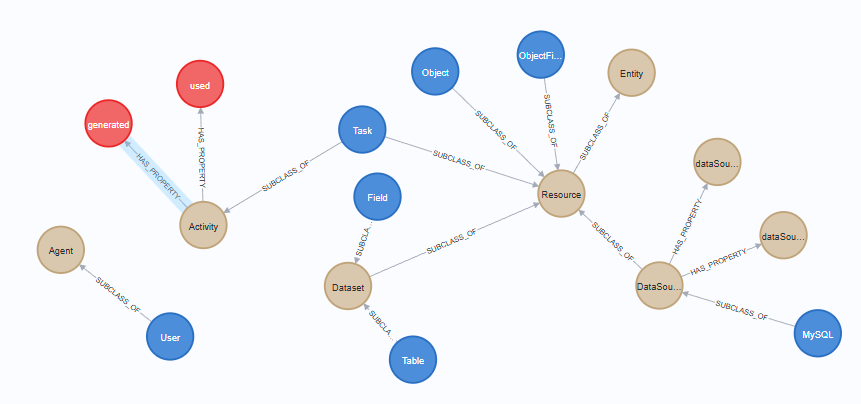 ObjectFi...
Object
Entity
used
generated
Task
SUBCLASS_OF
SUBCLASS_OF
SUBCLASS_OF
HAS_PROPERTY
HAS_PROPERTY
SUBCLASS_OF
SUBCLASS_OF
dataSou...
Field
Resource
Activity
SUBCLA...
SUBCLASS_OF
HAS_PROPERTY
dataSou...
Agent
SUBCLASS_OF
HAS_PROPERTY
Dataset
DataSou...
SUBCLASS_OF
SUBCLA...
SUBCLASS_OF
User
MySQL
Table